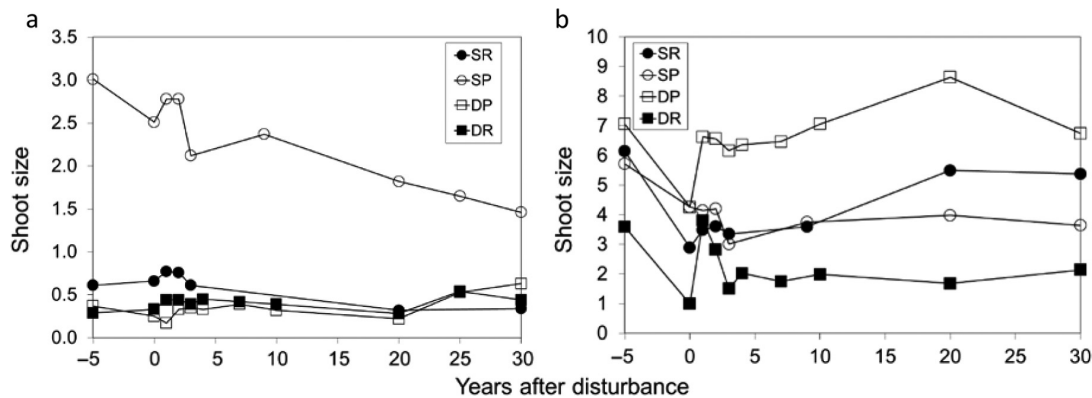 a
3.5
3.0
2.5
2.0
1.5
1.0
0.5
0.0
Shoot size
SR
SP
DP
DR
–5 0 5 10 15 20 25 30
b
10
9
8
7
6
5
4
3
2
1
0
Shoot size
SR
SP
DP
DR
–5 0 5 10 15 20 25 30
Years after disturbance